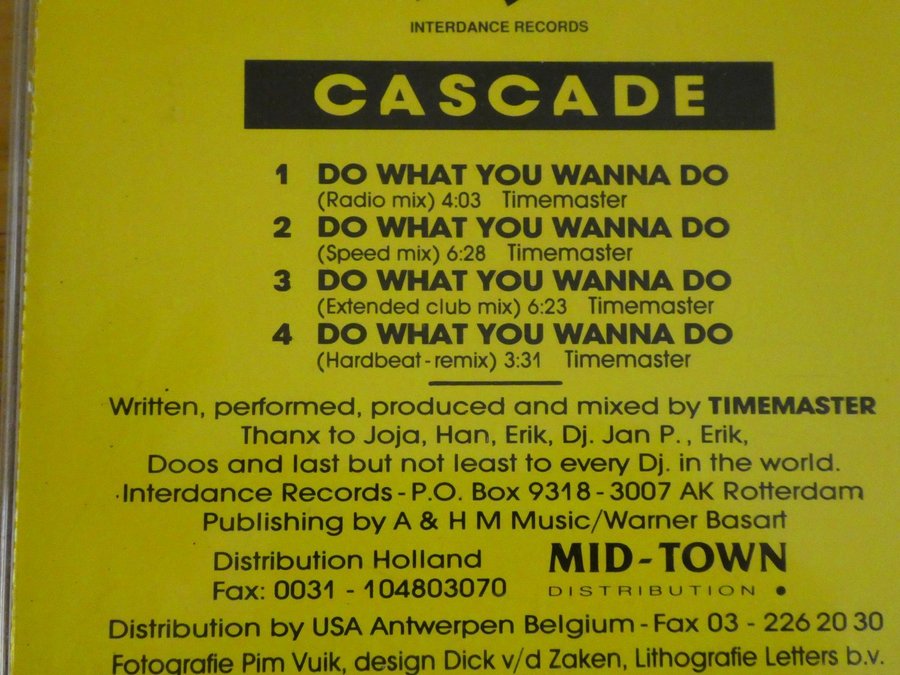 INTERDANCE RECORDS
CASCADE
1 DO WHAT YOU WANNA DO
(Radio mix) 4:03 Timemaster
2 DO WHAT YOU WANNA DO
(Speed mix) 6:28 Timemaster
3 DO WHAT YOU WANNA DO
(Extended club mix) 6:23 Timemaster
4 DO WHAT YOU WANNA DO
(Hardbeat-remix) 3:31 Timemaster
Written, performed, produced and mixed by TIMEMASTER
Thanx to Joja, Han, Erik, Dj. Jan P., Erik,
Doos and last but not least to every Dj. in the world.
Interdance Records - P.O. Box 9318 - 3007 AK Rotterdam
Publishing by A & H M Music/Warner Basart
Distribution Holland
Fax: 0031 - 104803070
MID-TOWN
DISTRIBUTION
Distribution by USA Antwerpen Belgium - Fax 03 - 226 20 30
Fotografie Pim Vuik, design Dick v/d Zaken, Lithografie Letters b.v.